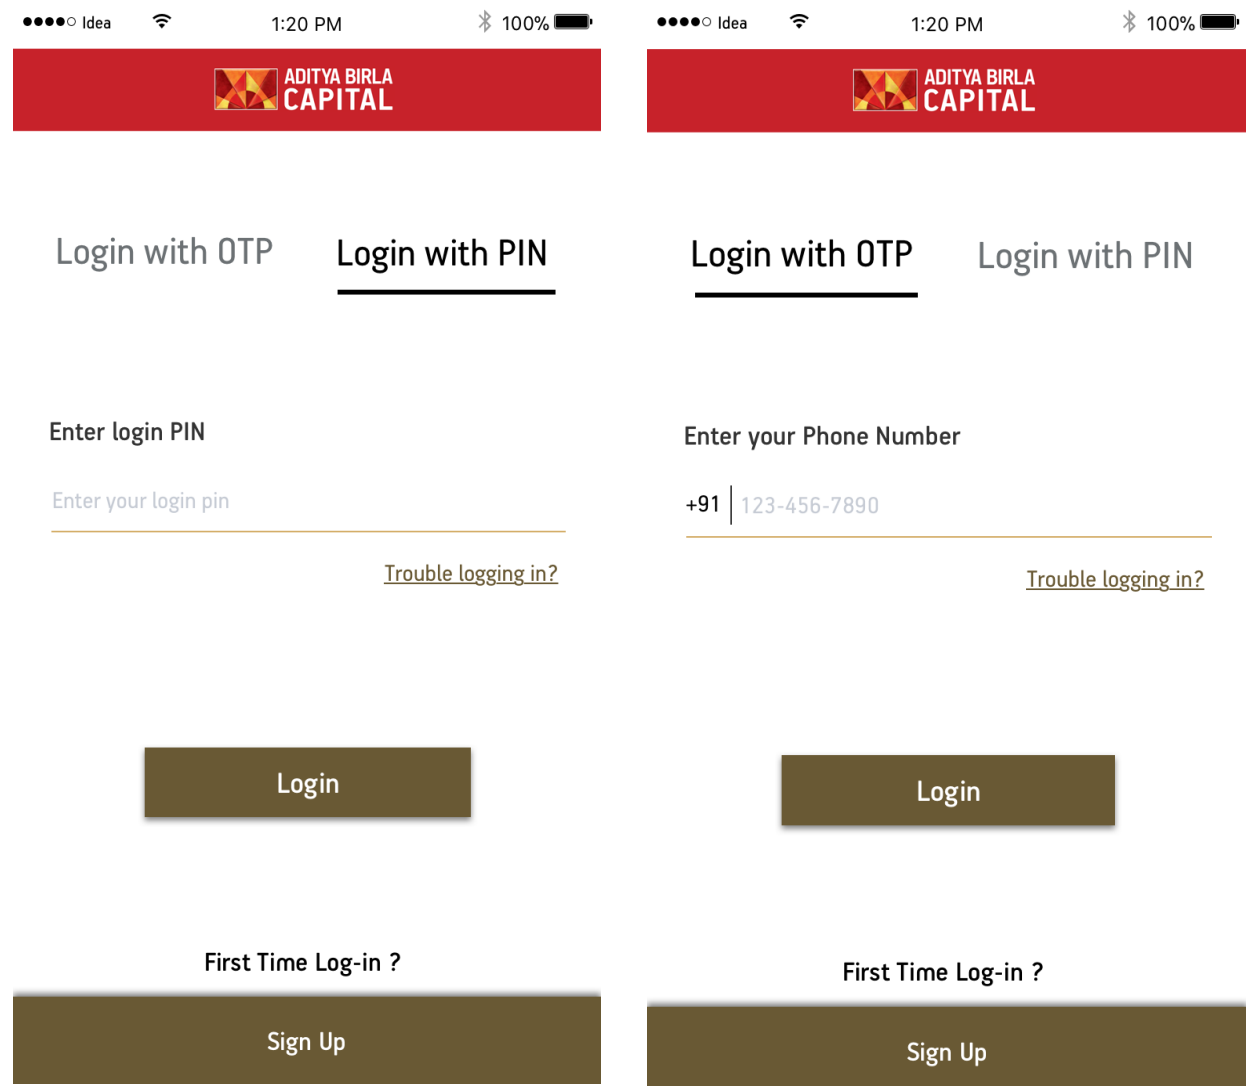 Idea 1:20 PM 100%
ADITYA BIRLA
CAPITAL
Login with OTP Login with PIN
Enter login PIN
Enter your login pin
Trouble logging in?
Login
First Time Log-in ?
Sign Up
Idea 1:20 PM 100%
ADITYA BIRLA
CAPITAL
Login with OTP Login with PIN
Enter your Phone Number
+91 123-456-7890
Trouble logging in?
Login
First Time Log-in ?
Sign Up